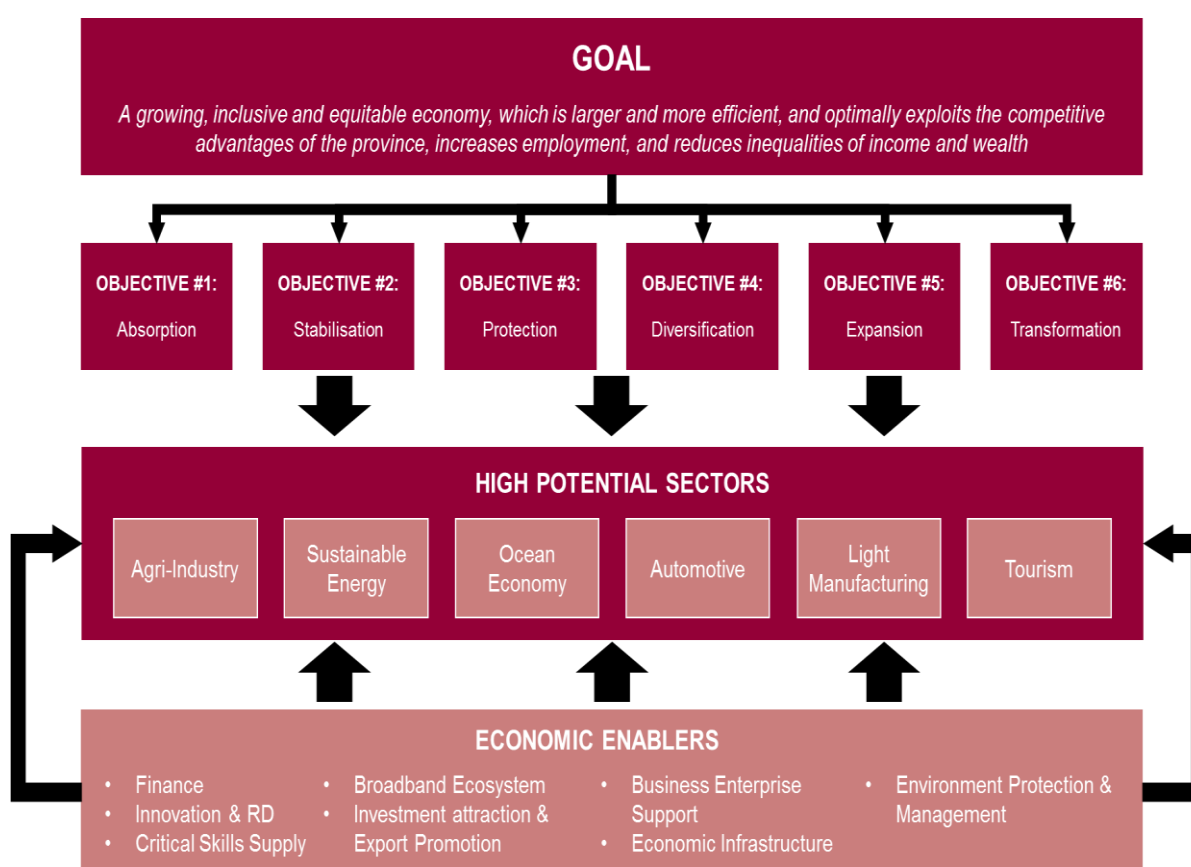 GOAL
A growing, inclusive and equitable economy, which is larger and more efficient, and optimally exploits the competitive
advantages of the province, increases employment, and reduces inequalities of income and wealth
OBJECTIVE #1:
Absorption
OBJECTIVE #2:
Stabilisation
OBJECTIVE #3:
Protection
OBJECTIVE #4:
Diversification
OBJECTIVE #5:
Expansion
OBJECTIVE #6:
Transformation
HIGH POTENTIAL SECTORS
Agri-Industry
Sustainable
Energy
Ocean
Economy
Automotive
Light
Manufacturing
Tourism
ECONOMIC ENABLERS
• Finance
• Innovation & RD
• Critical Skills Supply
• Broadband Ecosystem
• Investment attraction &
Export Promotion
• Business Enterprise
Support
• Economic Infrastructure
• Environment Protection &
Management